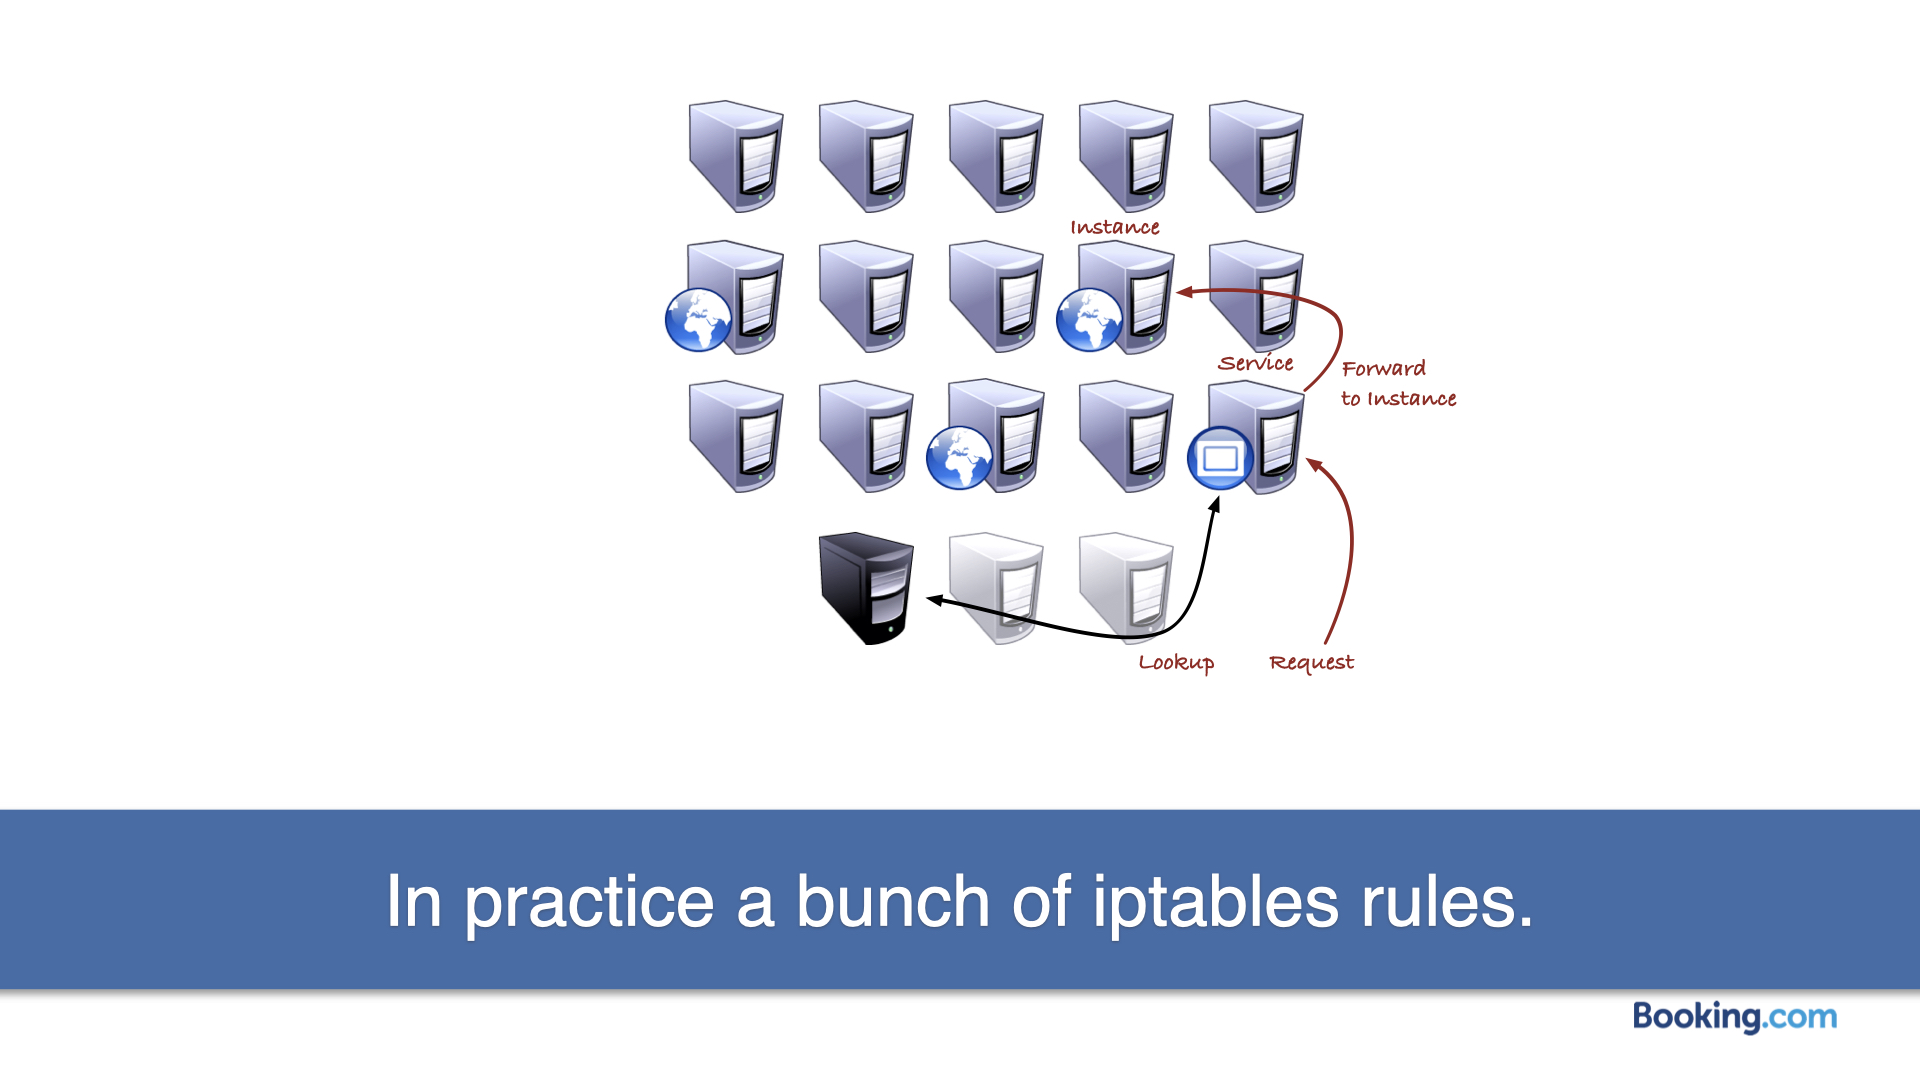 Instance
Service
Forward
to Instance
Lookup
Request
In practice a bunch of iptables rules.
Booking.com